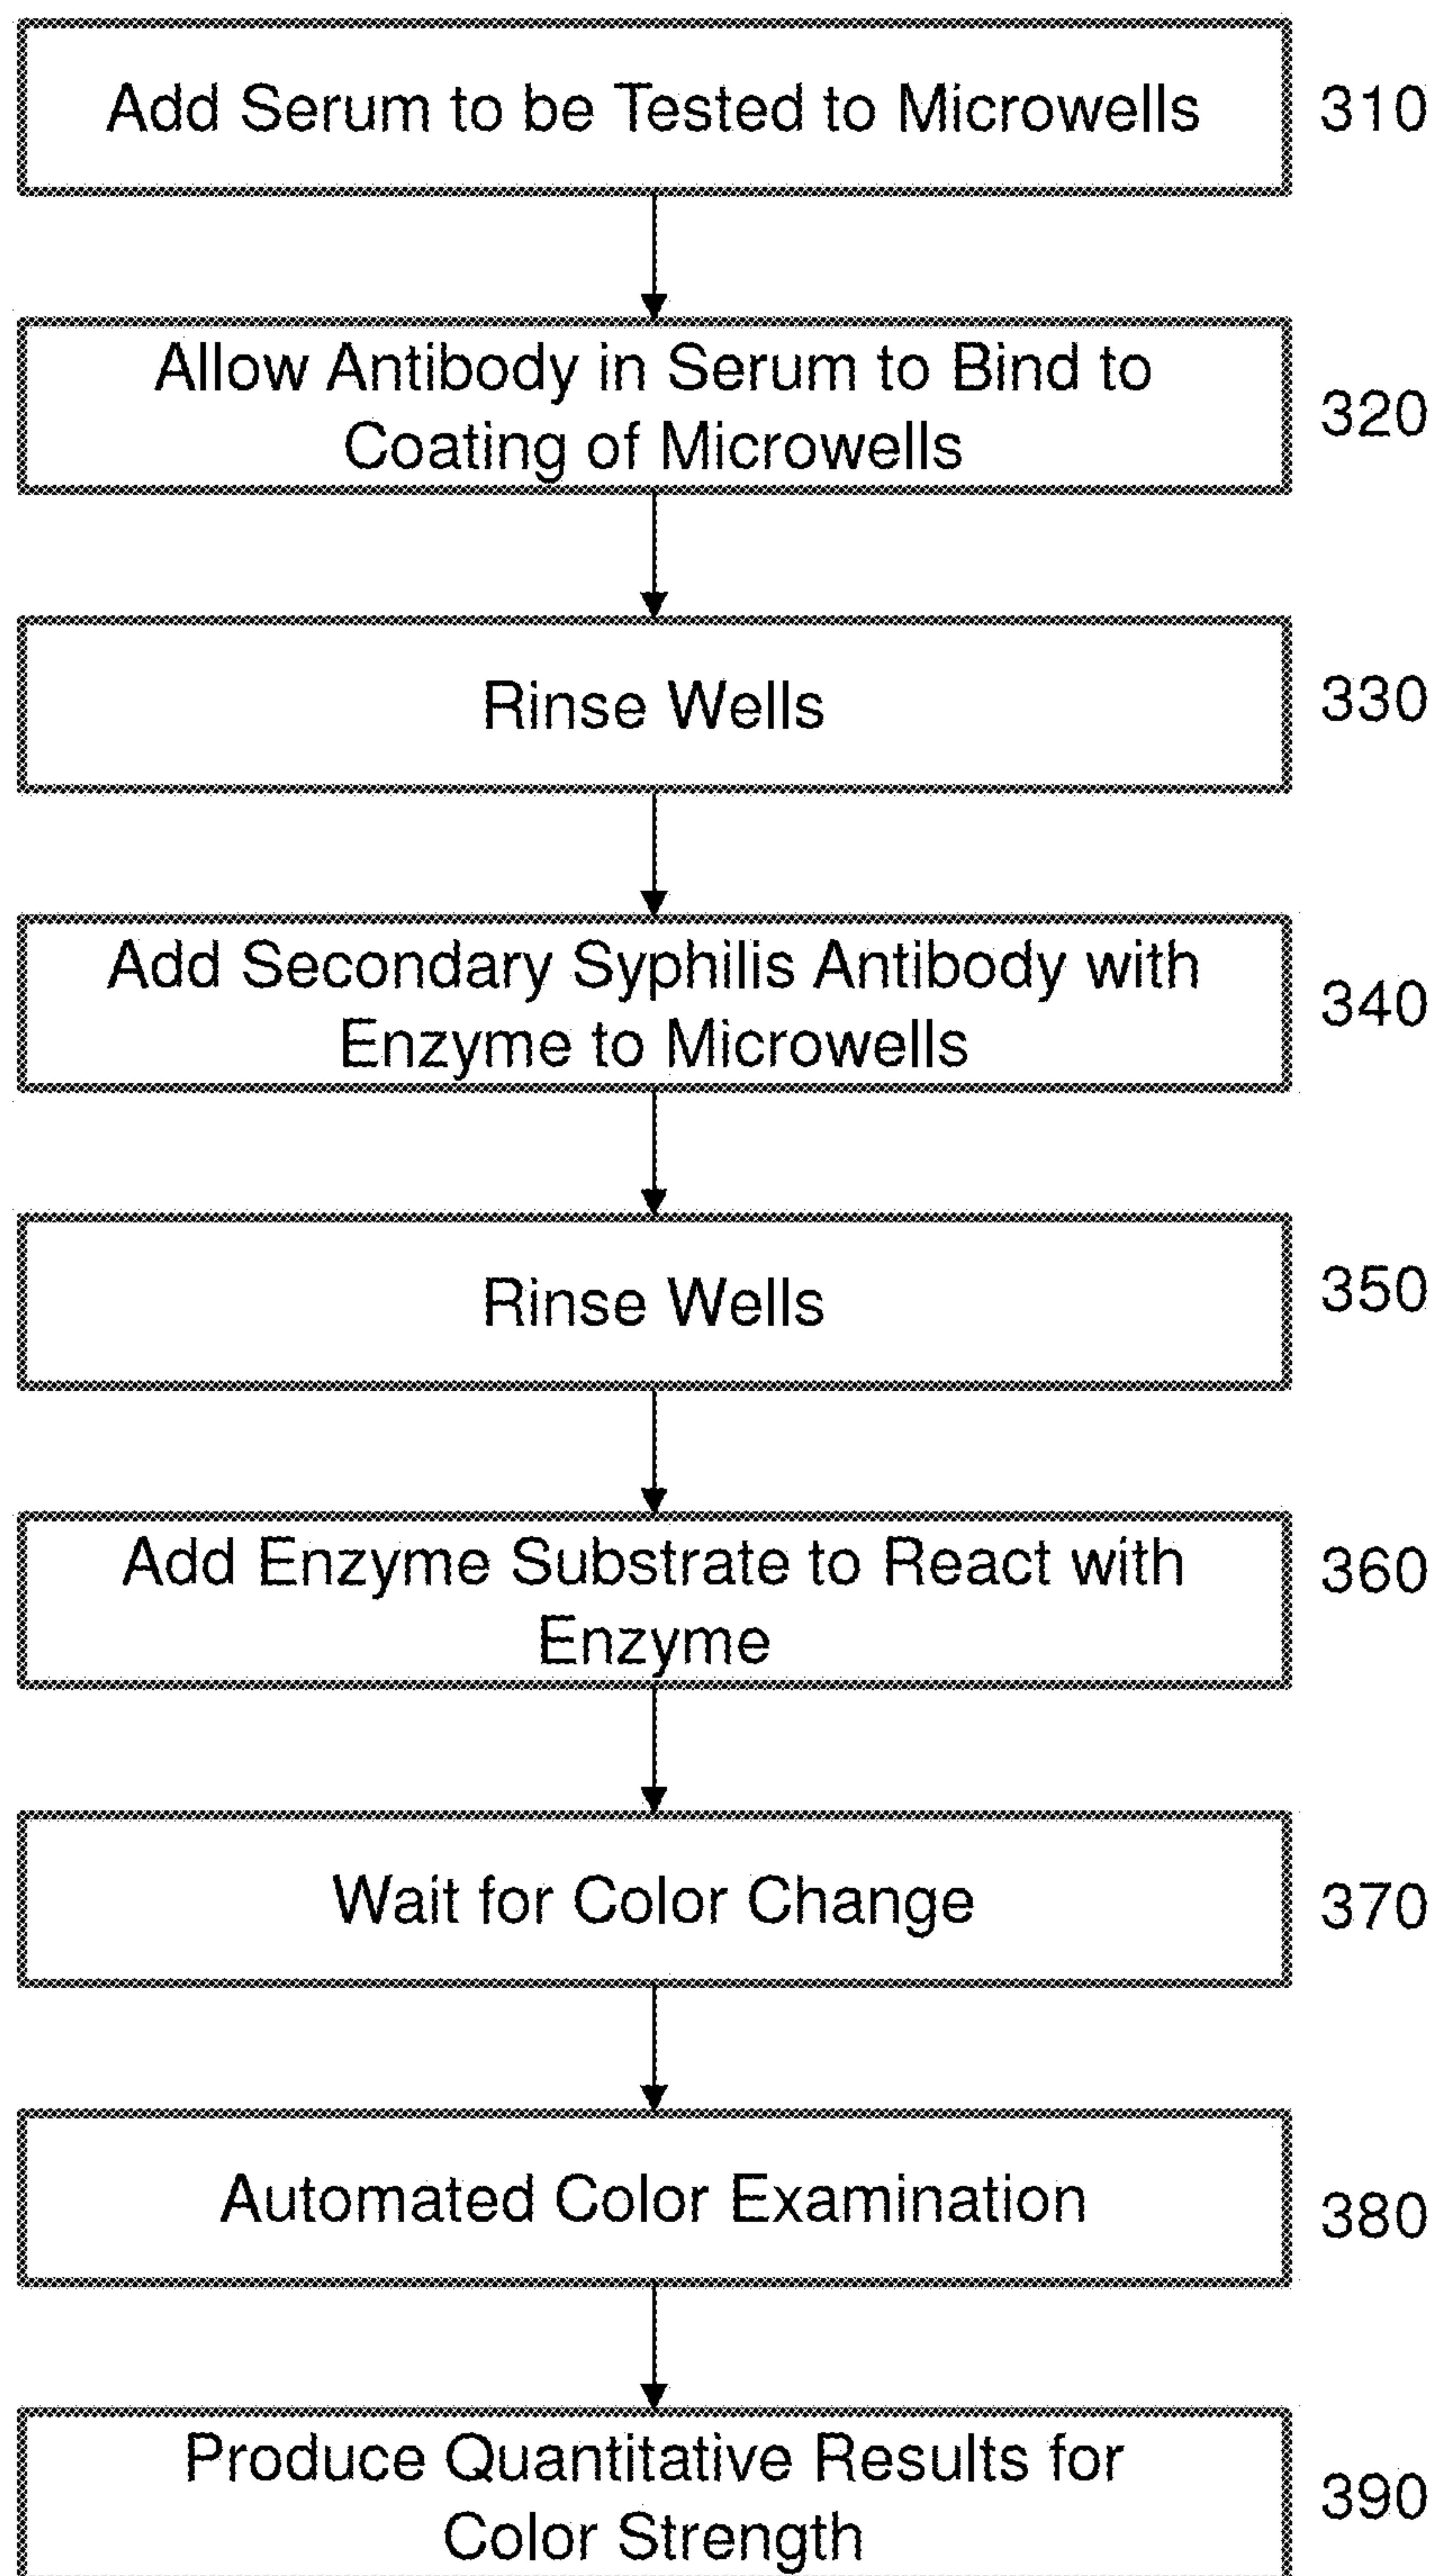 Add Serum to be Tested to Microwells
310
Allow Antibody in Serum to Bind to
Coating of Microwells
320
Rinse Wells
330
Add Secondary Syphilis Antibody with
Enzyme to Microwells
340
Rinse Wells
350
Add Enzyme Substrate to React with
Enzyme
360
Wait for Color Change
370
Automated Color Examination
380
Produce Quantitative Results for
Color Strength
390